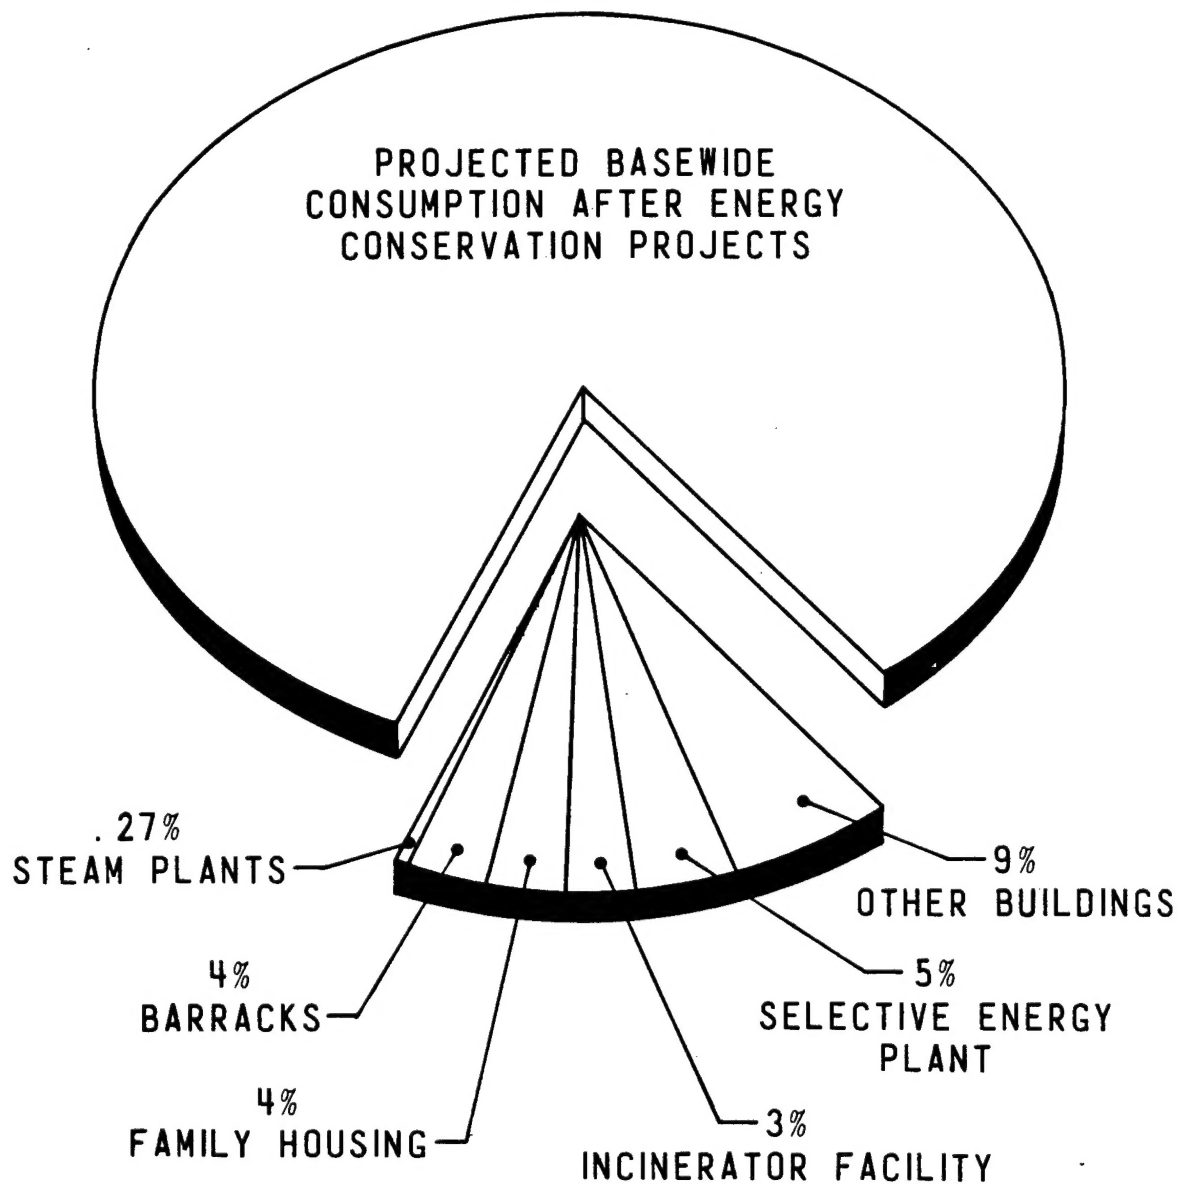 PROJECTED BASEWIDE
CONSUMPTION AFTER ENERGY
CONSERVATION PROJECTS
.27%
STEAM PLANTS
9%
OTHER BUILDINGS
4%
BARRACKS
5%
SELECTIVE ENERGY
PLANT
4%
FAMILY HOUSING
3%
INCINERATOR FACILITY